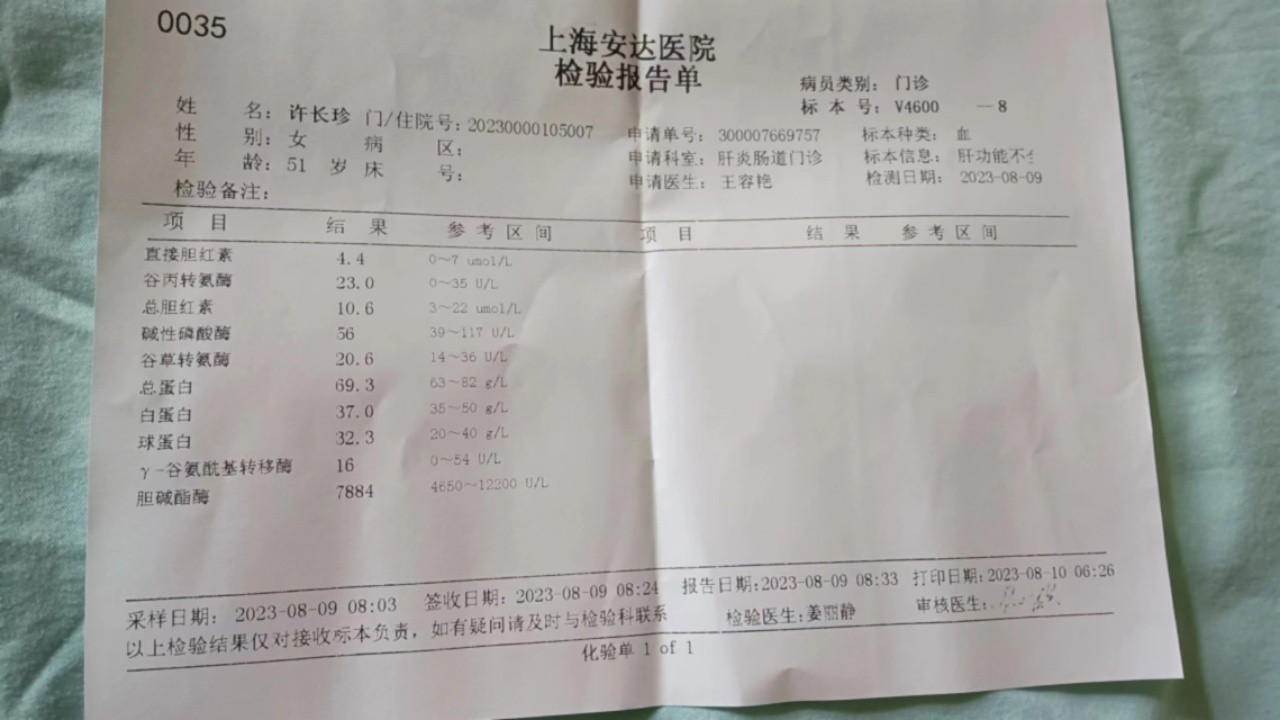 0035
上海安达医院
检验报告单
病员类别： 门诊
姓 名：许长珍 门/住院号：20230000105007 标 本 号：V4600 —8
性 别：女 病 区： 申请单号：300007669757 标本种类：血
年 龄：51 岁 床 号： 申请科室：肝炎肠道门诊 标本信息：肝功能不
检验备注： 申请医生：王容艳 检测日期：2023-08-09
项 目 结 果 参 考 区 间 项 目 结 果 参 考 区 间
直接胆红素 4.4 0～7 umol/L
谷丙转氨酶 23.0 0～35 U/L
总胆红素 10.6 3～22 umol/L
碱性磷酸酶 56 39～117 U/L
谷草转氨酶 20.6 14～36 U/L
总蛋白 69.3 63～82 g/L
白蛋白 37.0 35～50 g/L
球蛋白 32.3 20～40 g/L
γ-谷氨酰基转移酶 16 0～54 U/L
胆碱酯酶 7884 4650～12200 U/L
采样日期： 2023-08-09 08:03 签收日期：2023-08-09 08:24 报告日期：2023-08-09 08:33 打印日期：2023-08-10 06:26
以上检验结果仅对接收标本负责，如有疑问请及时与检验科联系 检验医生：姜丽静 审核医生：
化验单 1 of 1